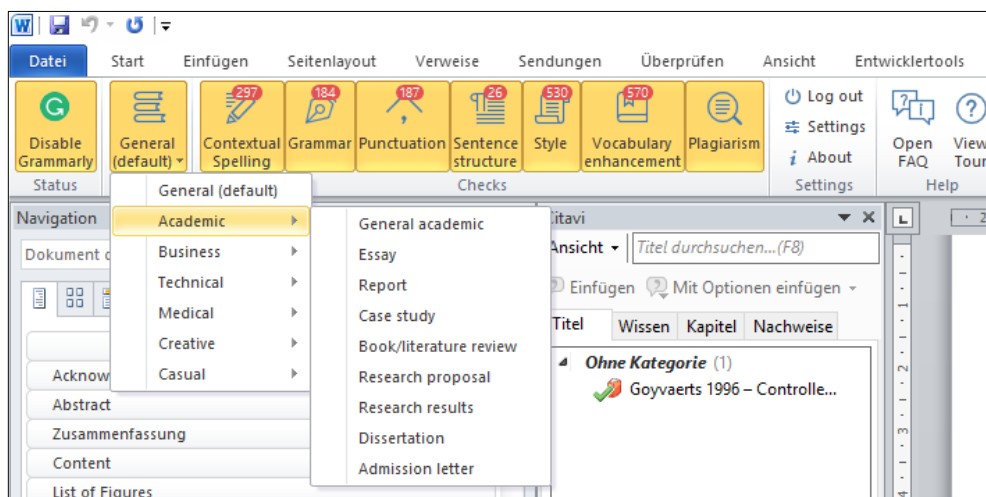 Datei Start Einfügen Seitenlayout Verweise Sendungen Überprüfen Ansicht Entwicklertools
297 184 187 26 530 570
Disable Grammarly
General (default)
Contextual Spelling
Grammar
Punctuation
Sentence structure
Style
Vocabulary enhancement
Plagiarism
Log out
Settings
About
Open FAQ
View Tour
Status Checks Settings Help
General (default)
Academic
Business
Technical
Medical
Creative
Casual
General academic
Essay
Report
Case study
Book/literature review
Research proposal
Research results
Dissertation
Admission letter
Navigation
Dokument
Abstract
Zusammenfassung
Content
List of Figures
Ansicht Titel durchsuchen...(F8)
Einfügen Mit Optionen einfügen
Titel Wissen Kapitel Nachweise
Ohne Kategorie (1)
Goyvaerts 1996 – Controlle...